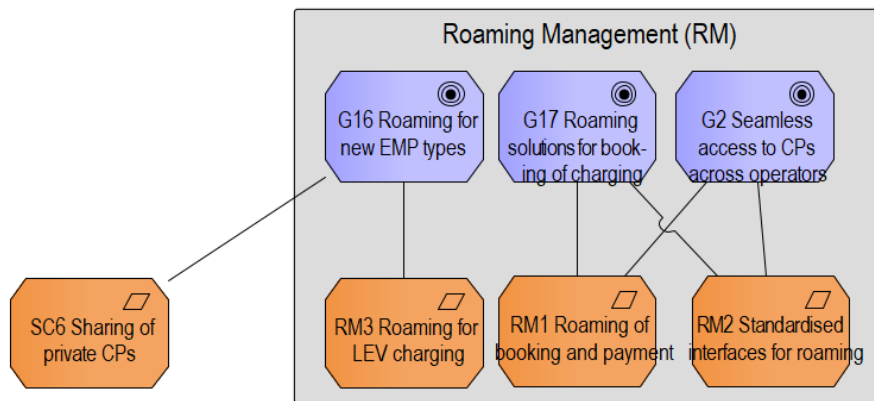 Roaming Management (RM)
G16 Roaming for
new EMP types
G17 Roaming
solutions for book-
ing of charging
G2 Seamless
access to CPs
across operators
SC6 Sharing of
private CPs
RM3 Roaming for
LEV charging
RM1 Roaming of
booking and payment
RM2 Standardised
interfaces for roaming